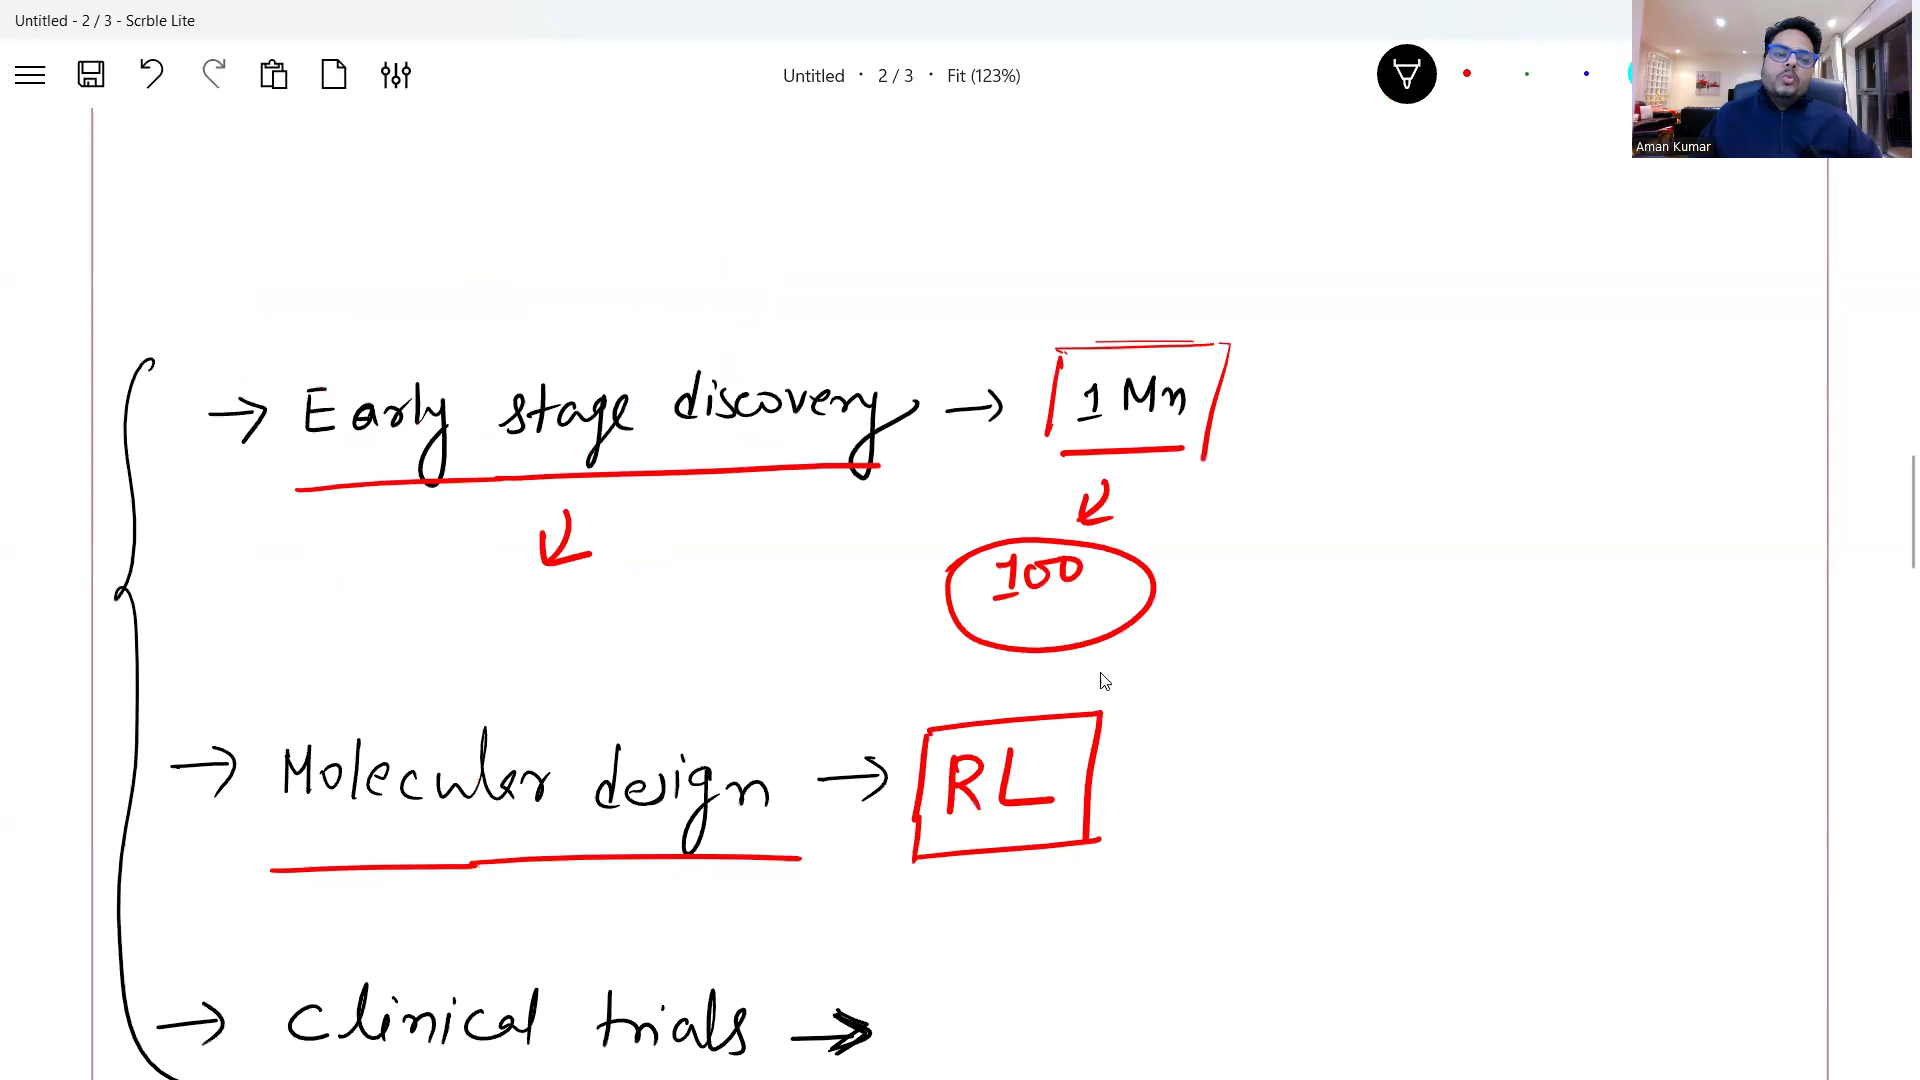 Untitled - 2 / 3 - Scrble Lite
Untitled • 2 / 3 • Fit (123%)
Aman Kumar
→ Early stage discovery → 1 Mn
100
→ Molecular design → RL
→ Clinical trials →